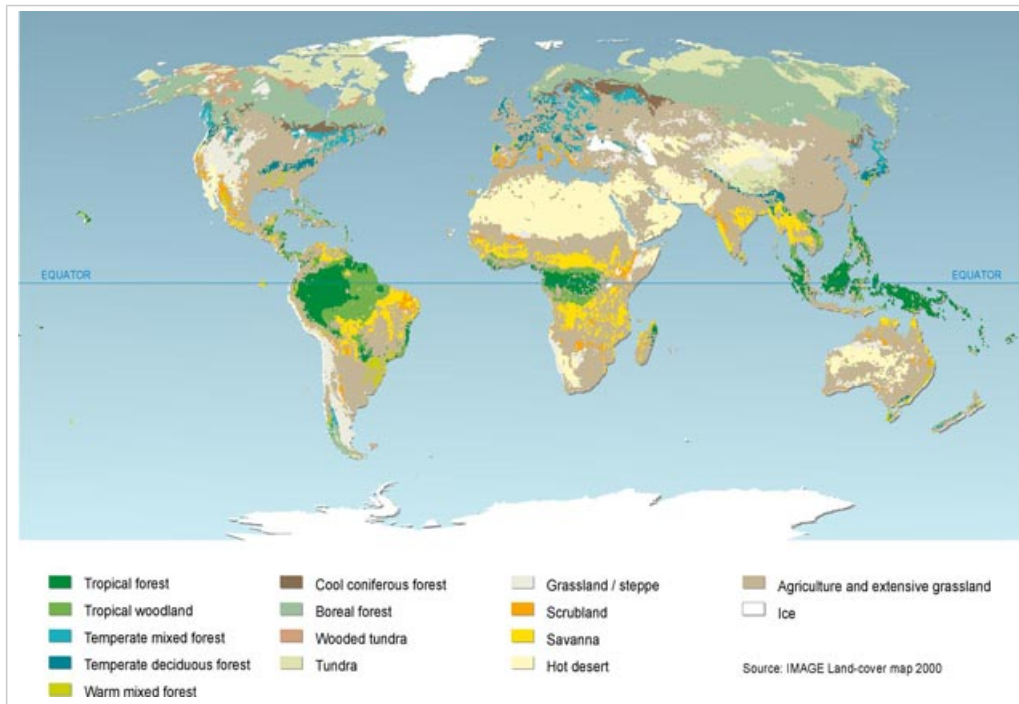 EQUATOR
EQUATOR
Tropical forest
Tropical woodland
Temperate mixed forest
Temperate deciduous forest
Warm mixed forest
Cool coniferous forest
Boreal forest
Wooded tundra
Tundra
Grassland / steppe
Scrubland
Savanna
Hot desert
Agriculture and extensive grassland
Ice
Source: IMAGE Land-cover map 2000